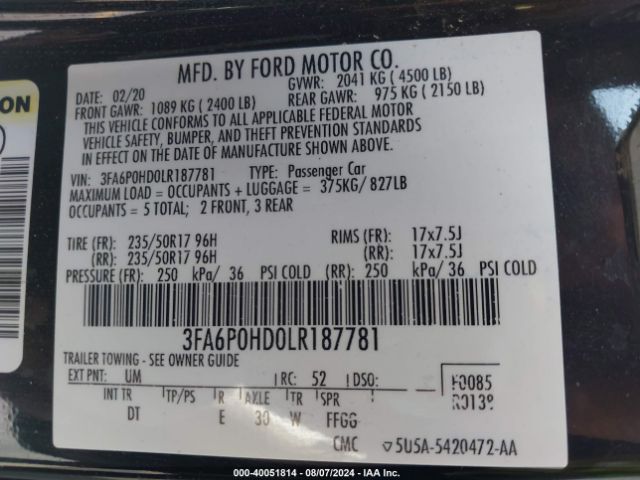 MFD. BY FORD MOTOR CO.
DATE: 02/20 GVWR: 2041 KG ( 4500 LB)
FRONT GAWR: 1089 KG ( 2400 LB) REAR GAWR: 975 KG ( 2150 LB)
THIS VEHICLE CONFORMS TO ALL APPLICABLE FEDERAL MOTOR
VEHICLE SAFETY, BUMPER, AND THEFT PREVENTION STANDARDS
IN EFFECT ON THE DATE OF MANUFACTURE SHOWN ABOVE.
VIN: 3FA6P0HD0LR187781 TYPE: Passenger Car
MAXIMUM LOAD = OCCUPANTS + LUGGAGE = 375KG/ 827LB
OCCUPANTS = 5 TOTAL; 2 FRONT, 3 REAR
TIRE (FR): 235/50R17 96H RIMS (FR): 17x7.5J
(RR): 235/50R17 96H (RR): 17x7.5J
PRESSURE (FR): 250 kPa/ 36 PSI COLD (RR): 250 kPa/ 36 PSI COLD
3FA6P0HD0LR187781
TRAILER TOWING - SEE OWNER GUIDE
EXT PNT: UM RC: 52 DSO: F0085
INT TR TP/PS R AXLE TR SPR R0138
DT E 30 W FFGG
CMC ▽5U5A-5420472-AA
ION
000-40051814 - 08/07/2024 - IAA Inc.